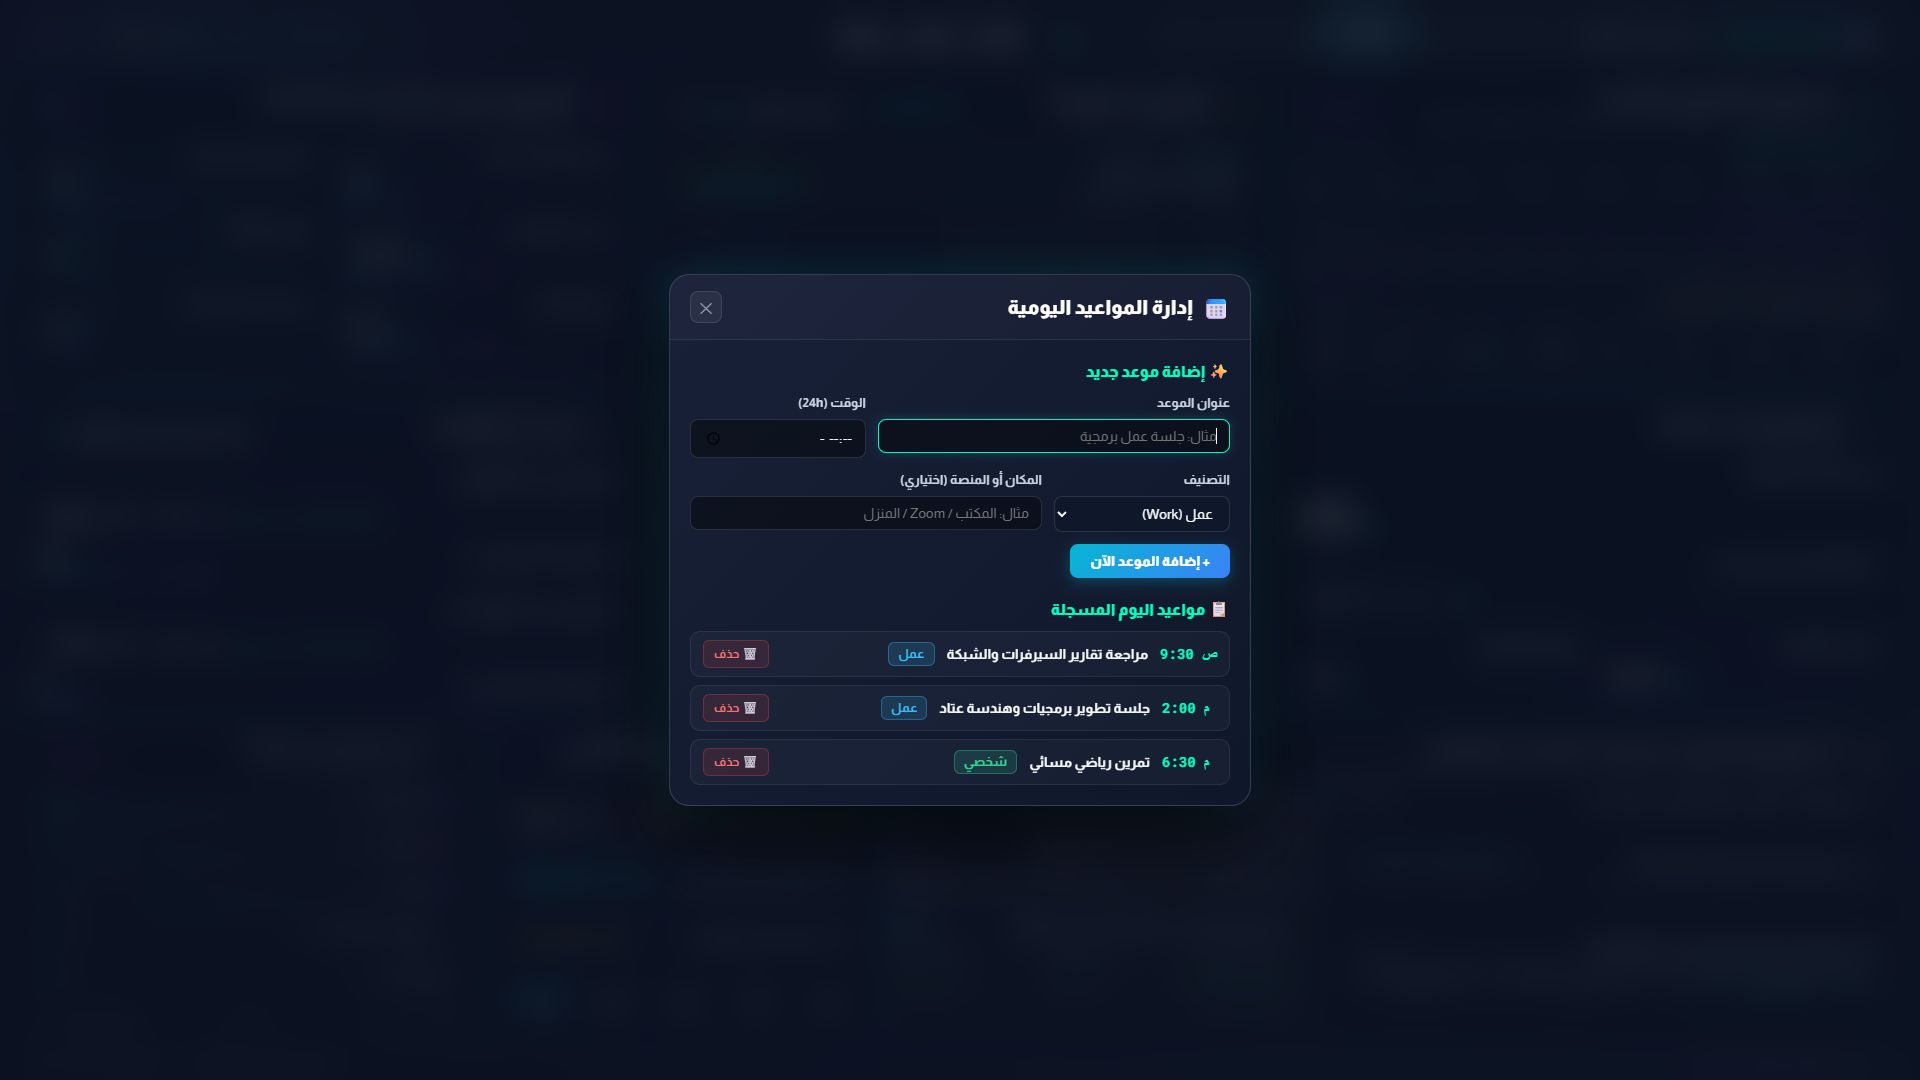 إدارة المواعيد اليومية
إضافة موعد جديد
عنوان الموعد
الوقت (24h)
مثال: جلسة عمل برمجية
--:-- -
التصنيف
المكان أو المنصة (اختياري)
عمل (Work)
مثال: المكتب / Zoom / المنزل
+ إضافة الموعد الآن
مواعيد اليوم المسجلة
9:30 ص مراجعة تقارير السيرفرات والشبكة عمل حذف
2:00 م جلسة تطوير برمجيات وهندسة عتاد عمل حذف
6:30 م تمرين رياضي مسائي شخصي حذف